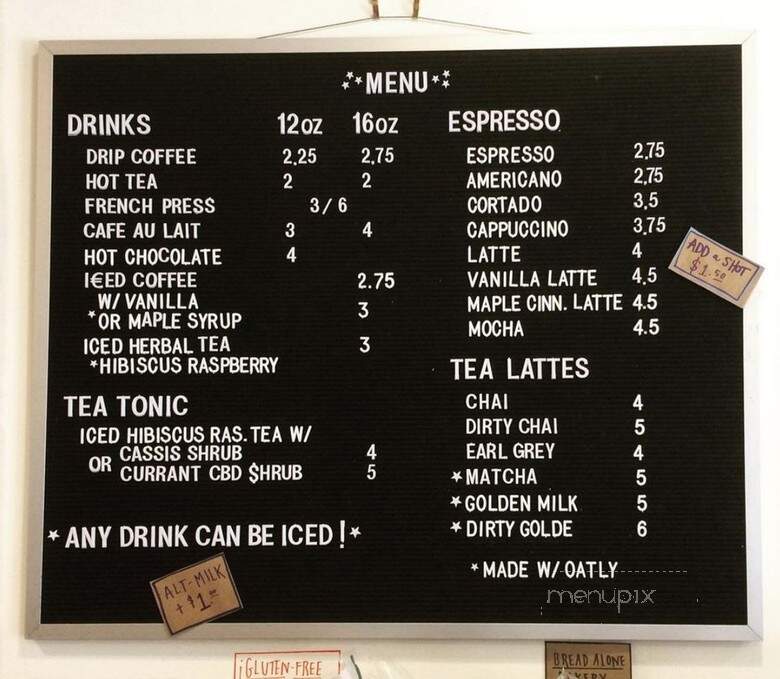 MENU
DRINKS 12oz 16oz
DRIP COFFEE 2.25 2.75
HOT TEA 2 2
FRENCH PRESS 3/6
CAFE AU LAIT 3 4
HOT CHOCOLATE 4
I€ED COFFEE 2.75
W/ VANILLA
*OR MAPLE SYRUP 3
ICED HERBAL TEA 3
*HIBISCUS RASPBERRY
TEA TONIC
ICED HIBISCUS RAS. TEA W/
CASSIS SHRUB 4
OR CURRANT CBD $HRUB 5
*ANY DRINK CAN BE ICED!*
ALT-MILK
+ $1.00
ESPRESSO
ESPRESSO 2.75
AMERICANO 2.75
CORTADO 3.5
CAPPUCCINO 3.75
LATTE 4
VANILLA LATTE 4.5
MAPLE CINN. LATTE 4.5
MOCHA 4.5
ADD a SHOT
$1.50
TEA LATTES
CHAI 4
DIRTY CHAI 5
EARL GREY 4
*MATCHA 5
*GOLDEN MILK 5
*DIRTY GOLDE 6
*MADE W/ OATLY
menupix
¡GLUTEN-FREE
BREAD ALONE